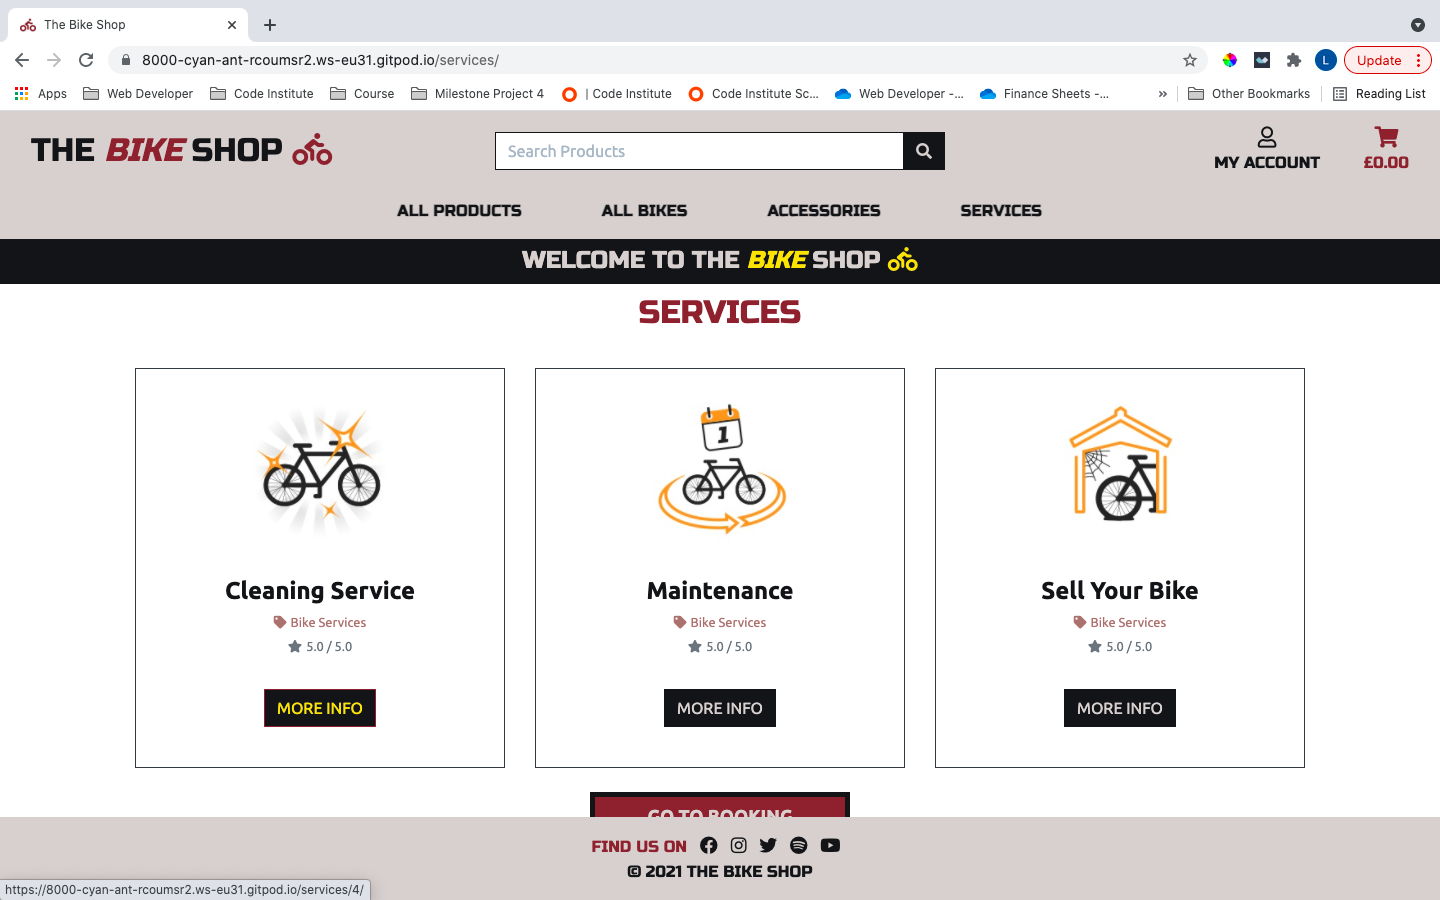 The Bike Shop
8000-cyan-ant-rcoumsr2.ws-eu31.gitpod.io/services/
L
Update
Apps
Web Developer
Code Institute
Course
Milestone Project 4
| Code Institute
Code Institute Sc...
Web Developer -...
Finance Sheets -...
»
Other Bookmarks
Reading List
THE BIKE SHOP
Search Products
MY ACCOUNT
£0.00
ALL PRODUCTS
ALL BIKES
ACCESSORIES
SERVICES
WELCOME TO THE BIKE SHOP
SERVICES
1
Cleaning Service
Bike Services
5.0 / 5.0
MORE INFO
Maintenance
Bike Services
5.0 / 5.0
MORE INFO
Sell Your Bike
Bike Services
5.0 / 5.0
MORE INFO
GO TO BOOKING
FIND US ON
© 2021 THE BIKE SHOP
https://8000-cyan-ant-rcoumsr2.ws-eu31.gitpod.io/services/4/